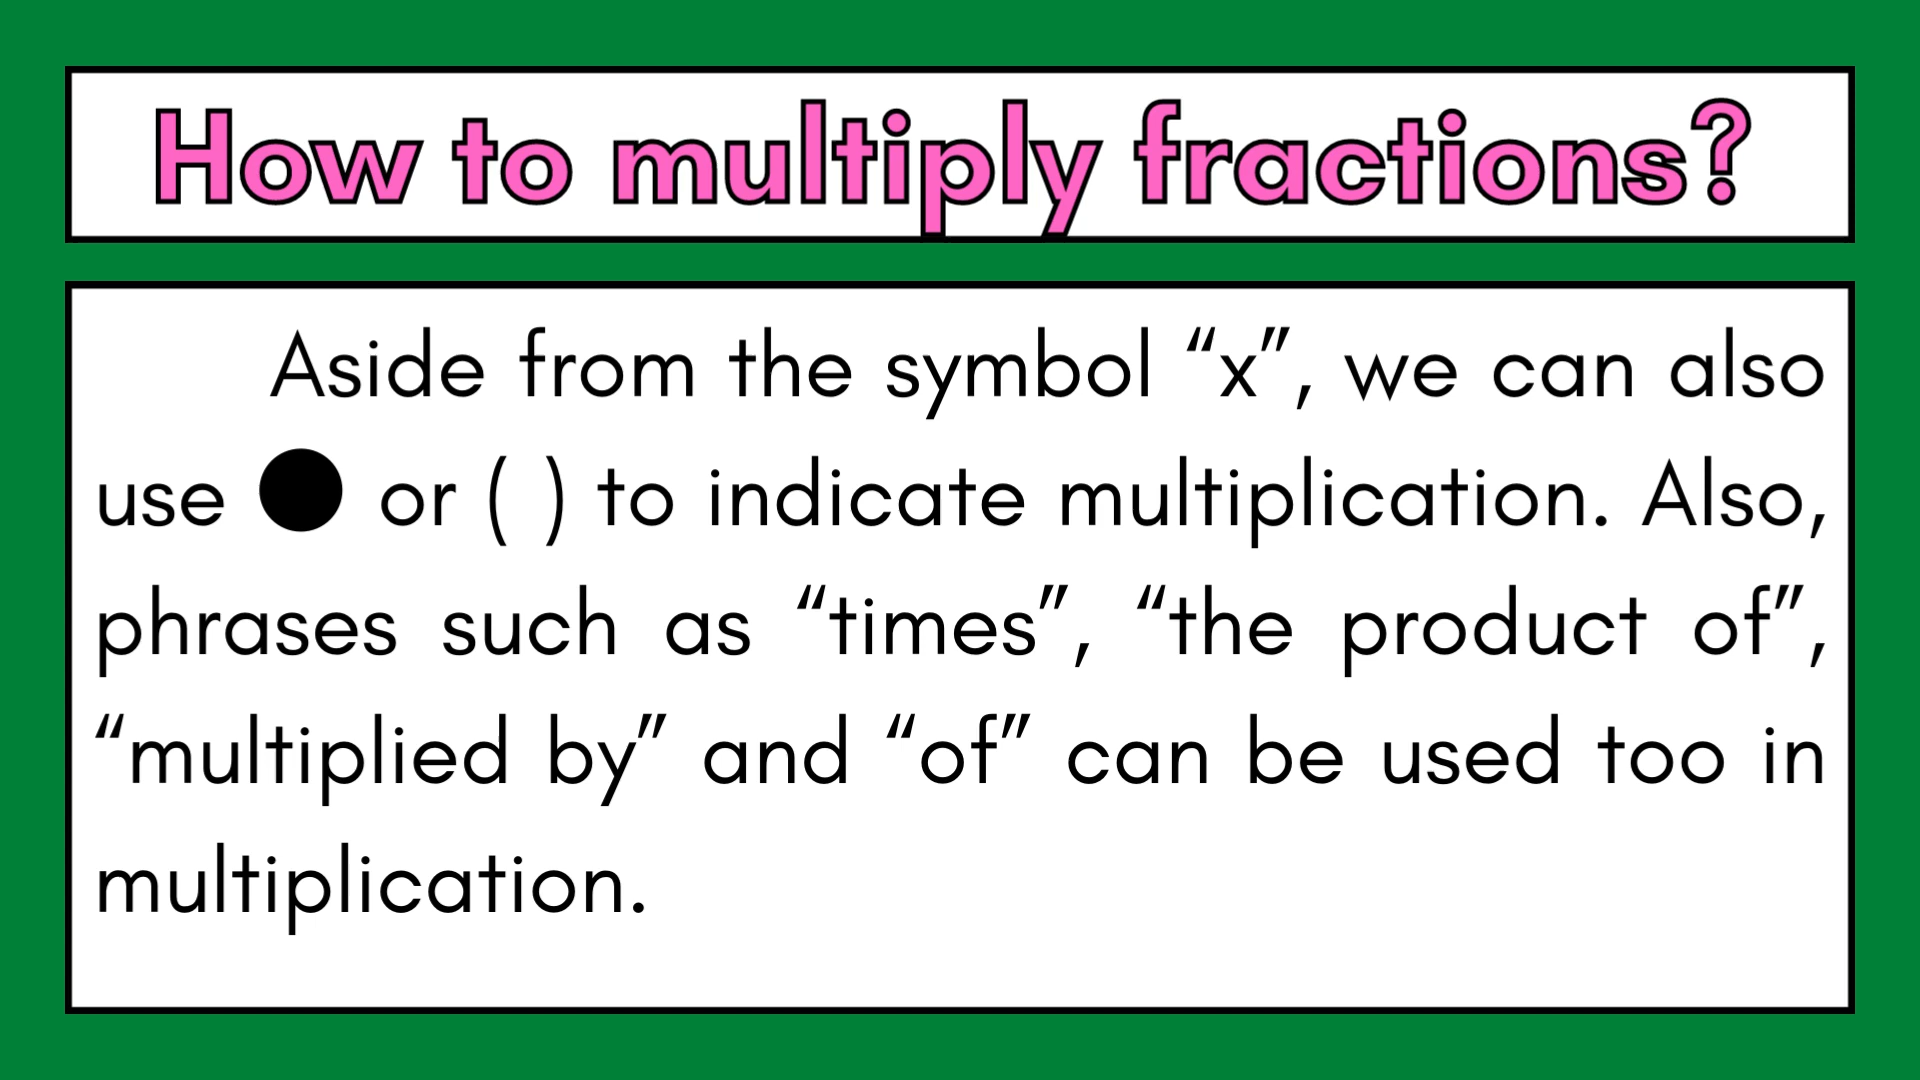 How to multiply fractions?
Aside from the symbol “x”, we can also
use ● or ( ) to indicate multiplication. Also,
phrases such as “times”, “the product of”,
“multiplied by” and “of” can be used too in
multiplication.